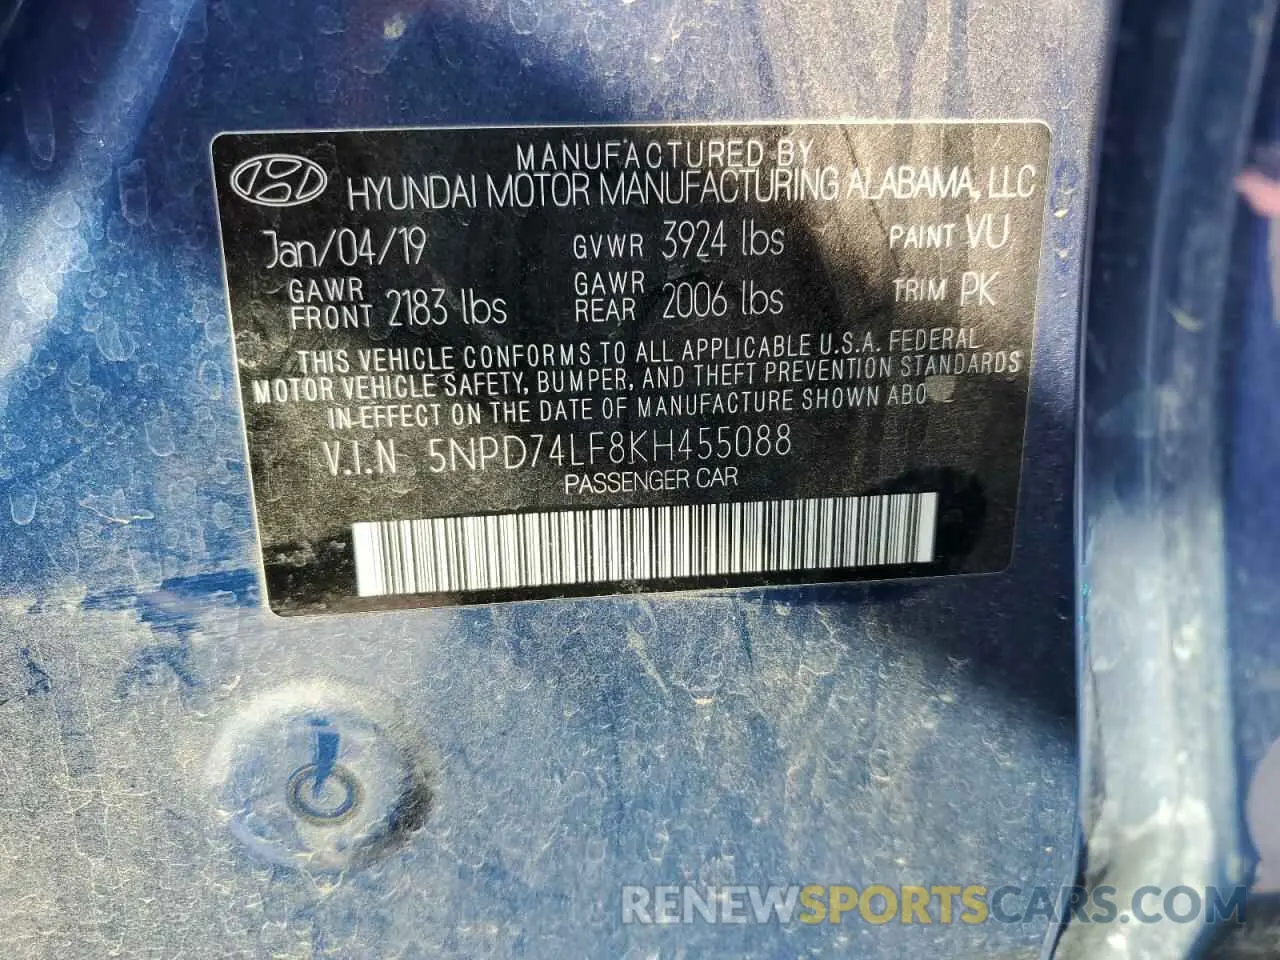 MANUFACTURED BY
HYUNDAI MOTOR MANUFACTURING ALABAMA, LLC
Jan/04/19 GVWR 3924 lbs PAINT VU
GAWR FRONT 2183 lbs GAWR REAR 2006 lbs TRIM PK
THIS VEHICLE CONFORMS TO ALL APPLICABLE U.S.A. FEDERAL
MOTOR VEHICLE SAFETY, BUMPER, AND THEFT PREVENTION STANDARDS
IN EFFECT ON THE DATE OF MANUFACTURE SHOWN
V.I.N 5NPD74LF8KH455088
PASSENGER CAR
RENEWSPORTSCARS.COM